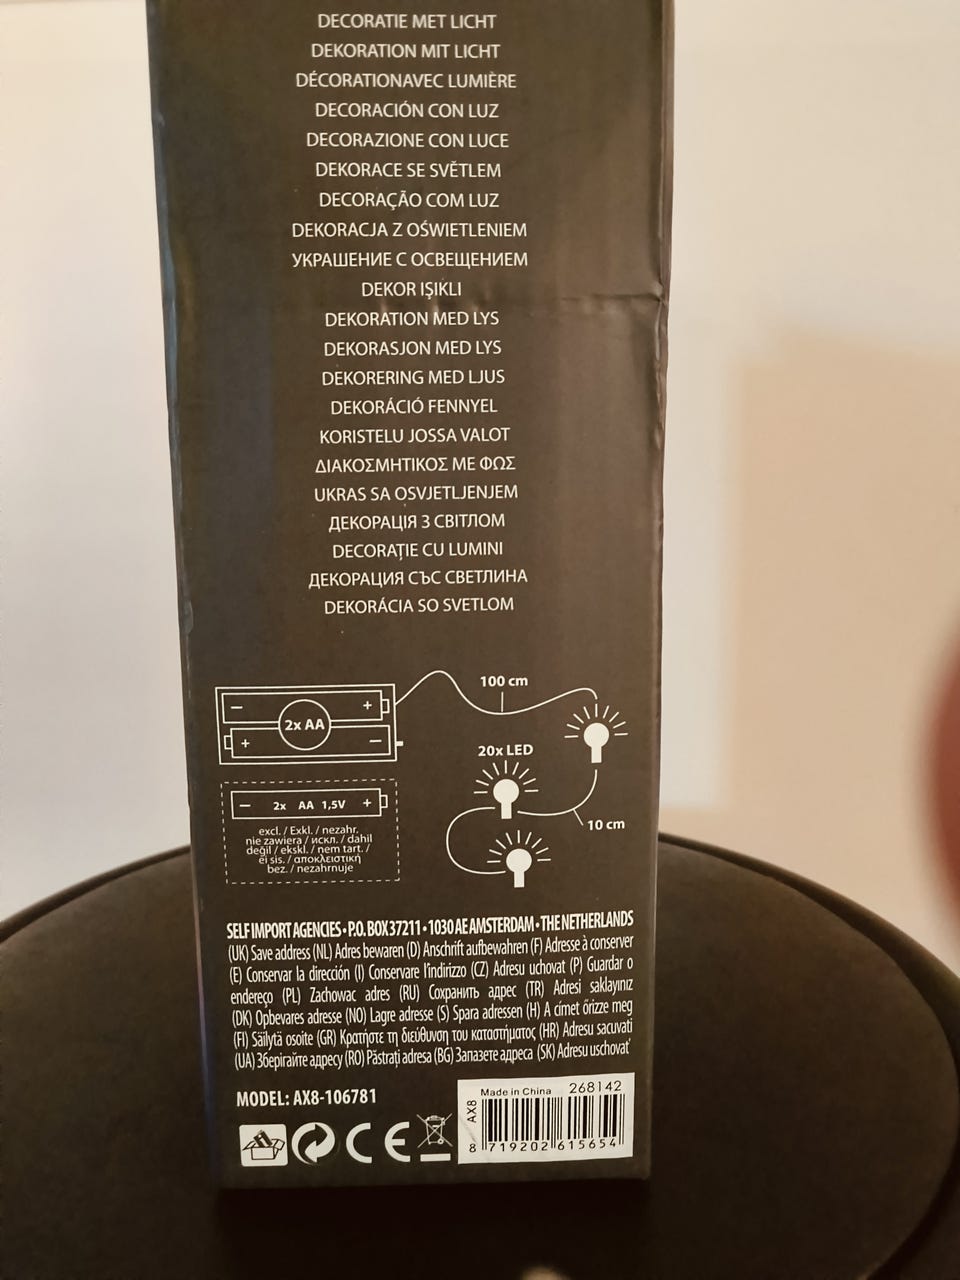 DECORATIE MET LICHT
DEKORATION MIT LICHT
DÉCORATIONAVEC LUMIÈRE
DECORACIÓN CON LUZ
DECORAZIONE CON LUCE
DEKORACE SE SVĚTLEM
DECORAÇÃO COM LUZ
DEKORACJA Z OŚWIETLENIEM
УКРАШЕНИЕ С ОСВЕЩЕНИЕМ
DEKOR IŞIKLI
DEKORATION MED LYS
DEKORASJON MED LYS
DEKORERING MED LJUS
DEKORÁCIÓ FENNYEL
KORISTELU JOSSA VALOT
ΔΙΑΚΟΣΜΗΤΙΚΟΣ ΜΕ ΦΩΣ
UKRAS SA OSVJETLJENJEM
ДЕКОРАЦІЯ З СВІТЛОМ
DECORAȚIE CU LUMINI
ДЕКОРАЦИЯ СЪС СВЕТЛИНА
DEKORÁCIA SO SVETLOM
100 cm
2x AA
20x LED
10 cm
2x AA 1,5V
excl. / Exkl. / nezahr.
nie zawiera / искл. / dahil
değil / ekskl. / nem tart. /
ei sis. / αποκλειστική
bez. / nezahrnuje
SELF IMPORT AGENCIES • P.O. BOX 37211 • 1030 AE AMSTERDAM • THE NETHERLANDS
(UK) Save address (NL) Adres bewaren (D) Anschrift aufbewahren (F) Adresse à conserver
(E) Conservar la dirección (I) Conservare l'indirizzo (CZ) Adresu uchovat (P) Guardar o
endereço (PL) Zachowac adres (RU) Сохранить адрес (TR) Adresi saklayınız
(DK) Opbevares adresse (NO) Lagre adresse (S) Spara adressen (H) A címet őrizze meg
(FI) Säilytä osoite (GR) Κρατήστε τη διεύθυνση του καταστήματος (HR) Adresu sacuvati
(UA) Зберігайте адресу (RO) Păstrați adresa (BG) Запазете адреса (SK) Adresu uschovat'
MODEL: AX8-106781
Made in China 268142
AX8
8 719202 615654
CE